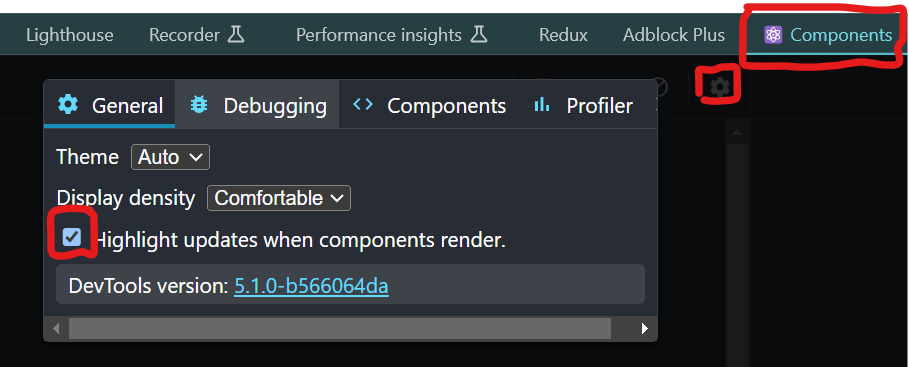 Lighthouse Recorder Performance insights Redux Adblock Plus Components
General Debugging <> Components Profiler
Theme Auto
Display density Comfortable
Highlight updates when components render.
DevTools version: 5.1.0-b566064da